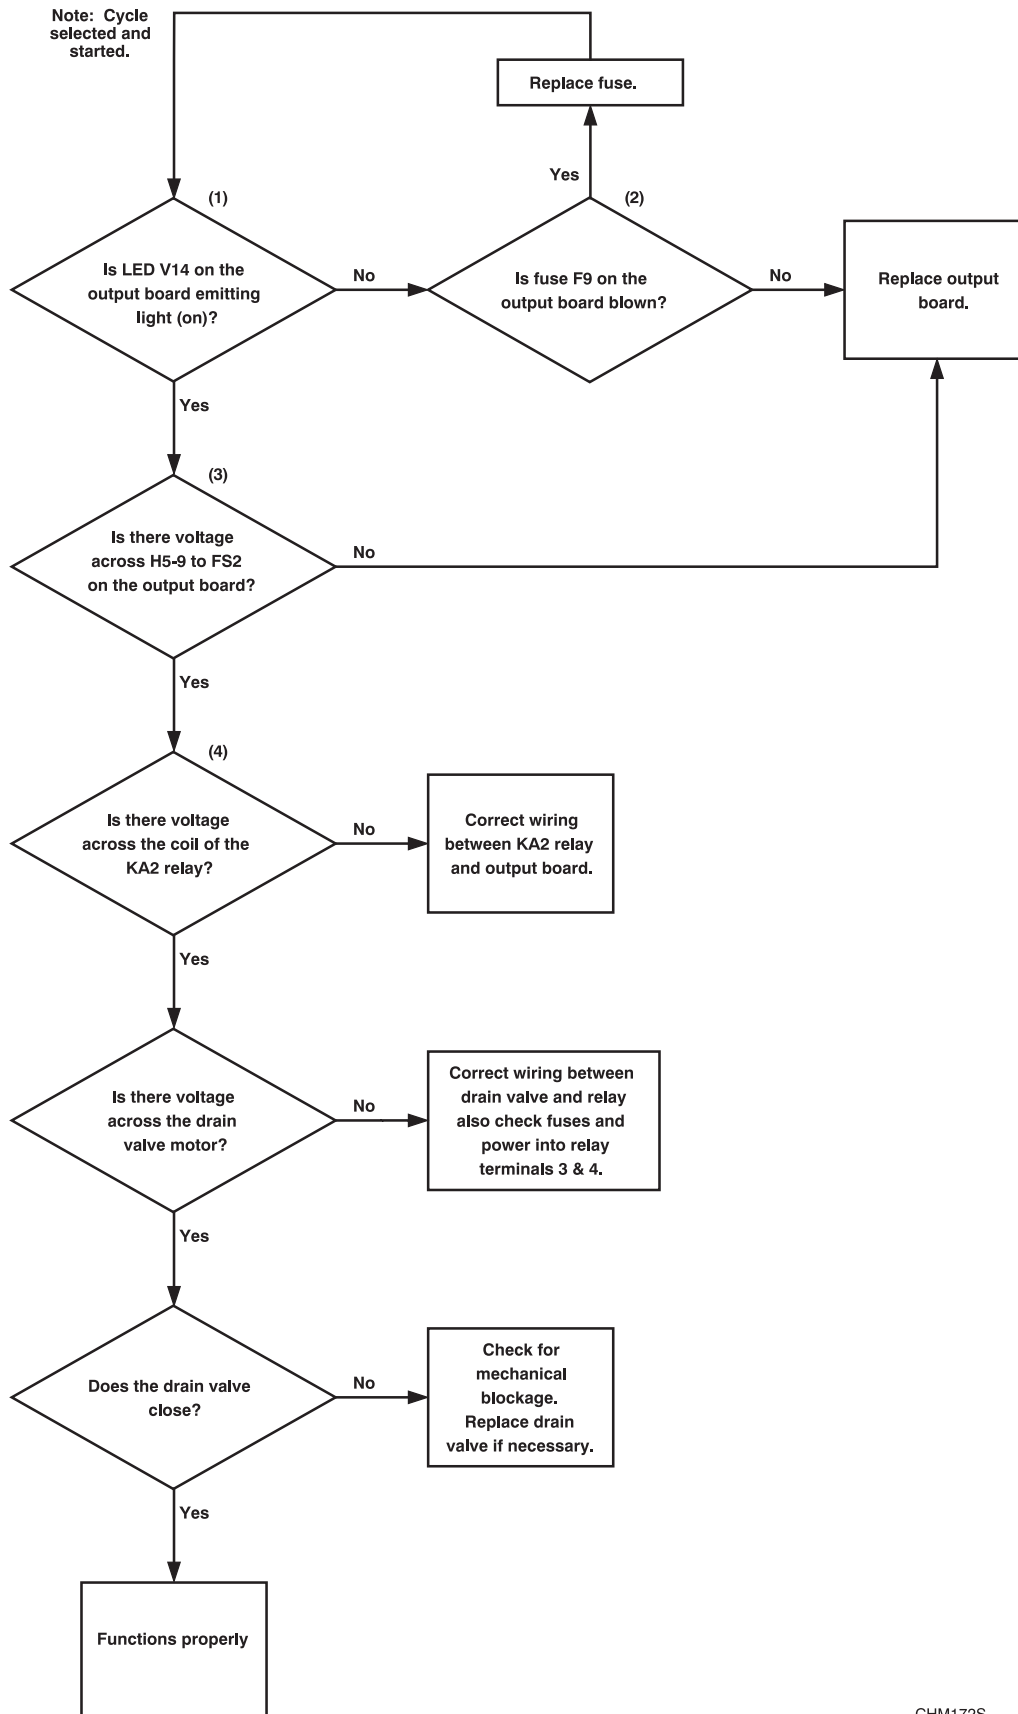 Note: Cycle
selected and
started.
Replace fuse.
Yes
(1)
(2)
Is LED V14 on the
output board emitting
light (on)?
No
Is fuse F9 on the
output board blown?
No
Replace output
board.
Yes
(3)
Is there voltage
across H5-9 to FS2
on the output board?
No
Yes
(4)
Is there voltage
across the coil of the
KA2 relay?
No
Correct wiring
between KA2 relay
and output board.
Yes
Is there voltage
across the drain
valve motor?
No
Correct wiring between
drain valve and relay
also check fuses and
power into relay
terminals 3 & 4.
Yes
Does the drain valve
close?
No
Check for
mechanical
blockage.
Replace drain
valve if necessary.
Yes
Functions properly
CHM172S